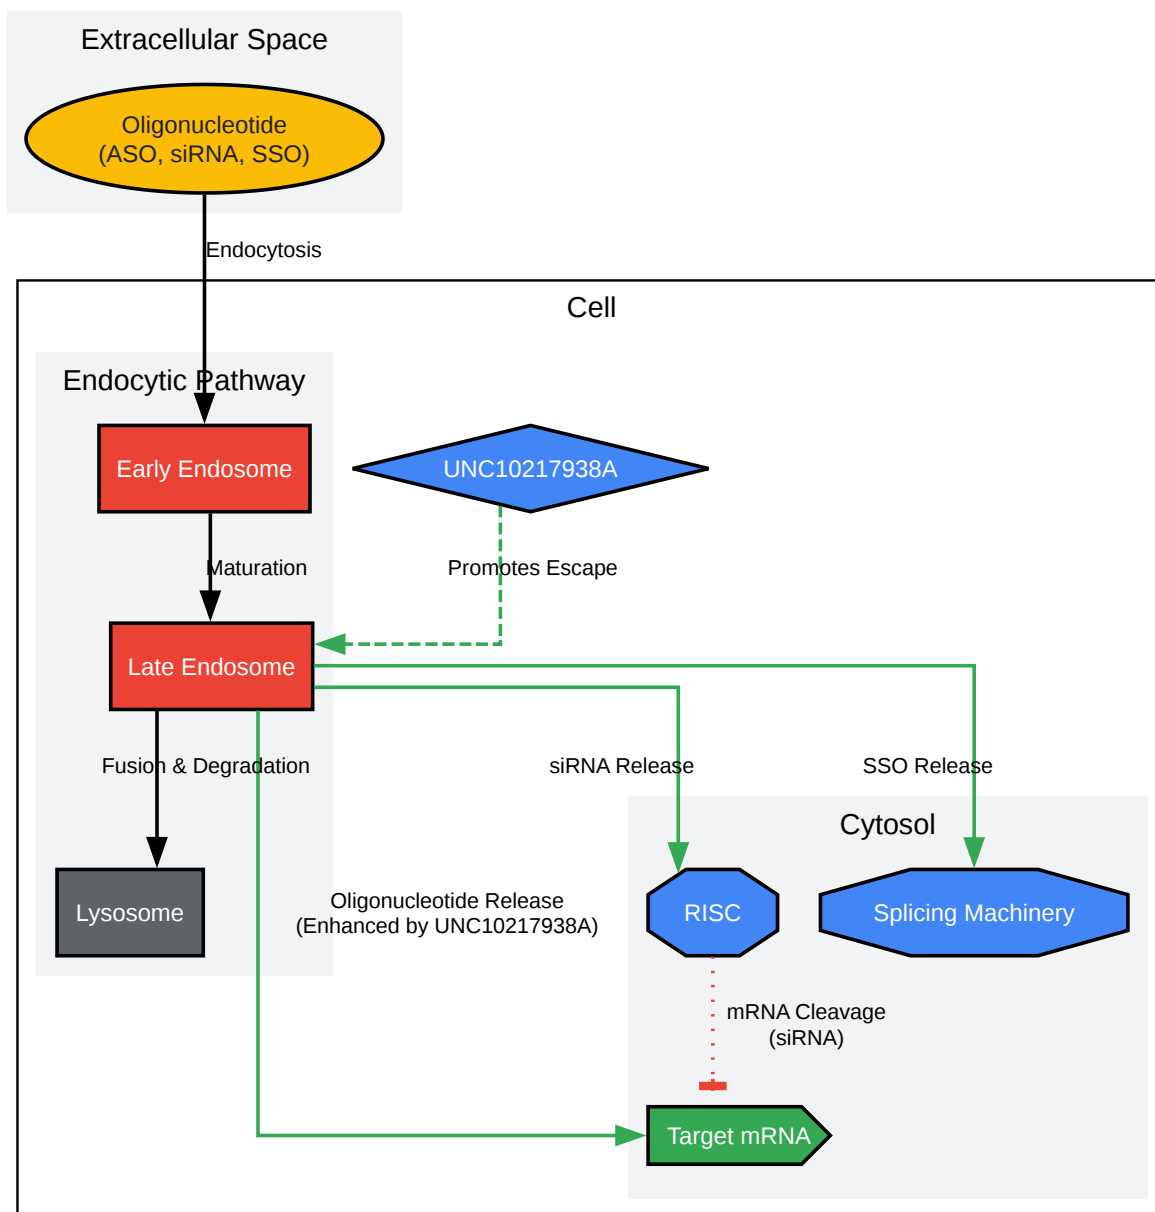 Extracellular Space
Oligonucleotide
(ASO, siRNA, SSO)
Endocytosis
Cell
Endocytic Pathway
Early Endosome
UNC10217938A
Maturation
Promotes Escape
Late Endosome
Fusion & Degradation
siRNA Release
SSO Release
Cytosol
Lysosome
Oligonucleotide Release
(Enhanced by UNC10217938A)
RISC
Splicing Machinery
mRNA Cleavage
(siRNA)
Target mRNA